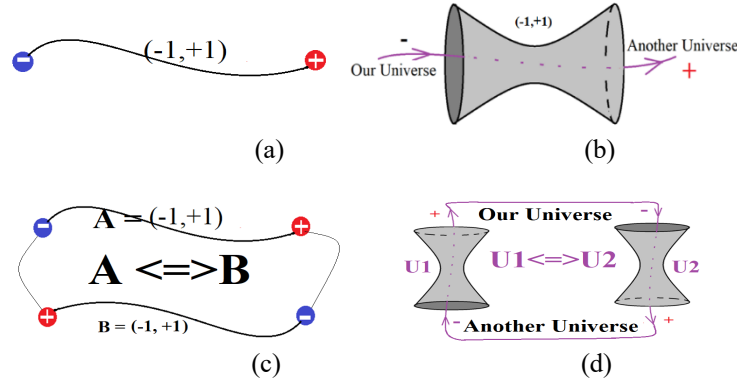 (-1,+1)
- +
(a)
(-1,+1)
-
Our Universe
Another Universe
+
(b)
A = (-1,+1)
- +
A <=>B
+ -
B = (-1, +1)
(c)
+ Our Universe -
U1 U1<=>U2 U2
- Another Universe +
(d)